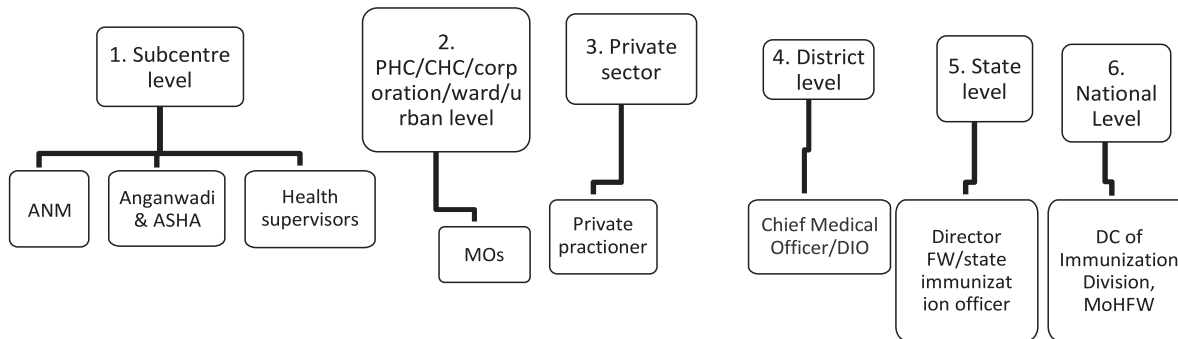 1. Subcentre
level
2.
PHC/CHC/corp
oration/ward/u
rban level
3. Private
sector
4. District
level
5. State
level
6.
National
Level
ANM
Anganwadi
& ASHA
Health
supervisors
MOs
Private
practioner
Chief Medical
Officer/DIO
Director
FW/state
immunizat
ion officer
DC of
Immunization
Division,
MoHFW